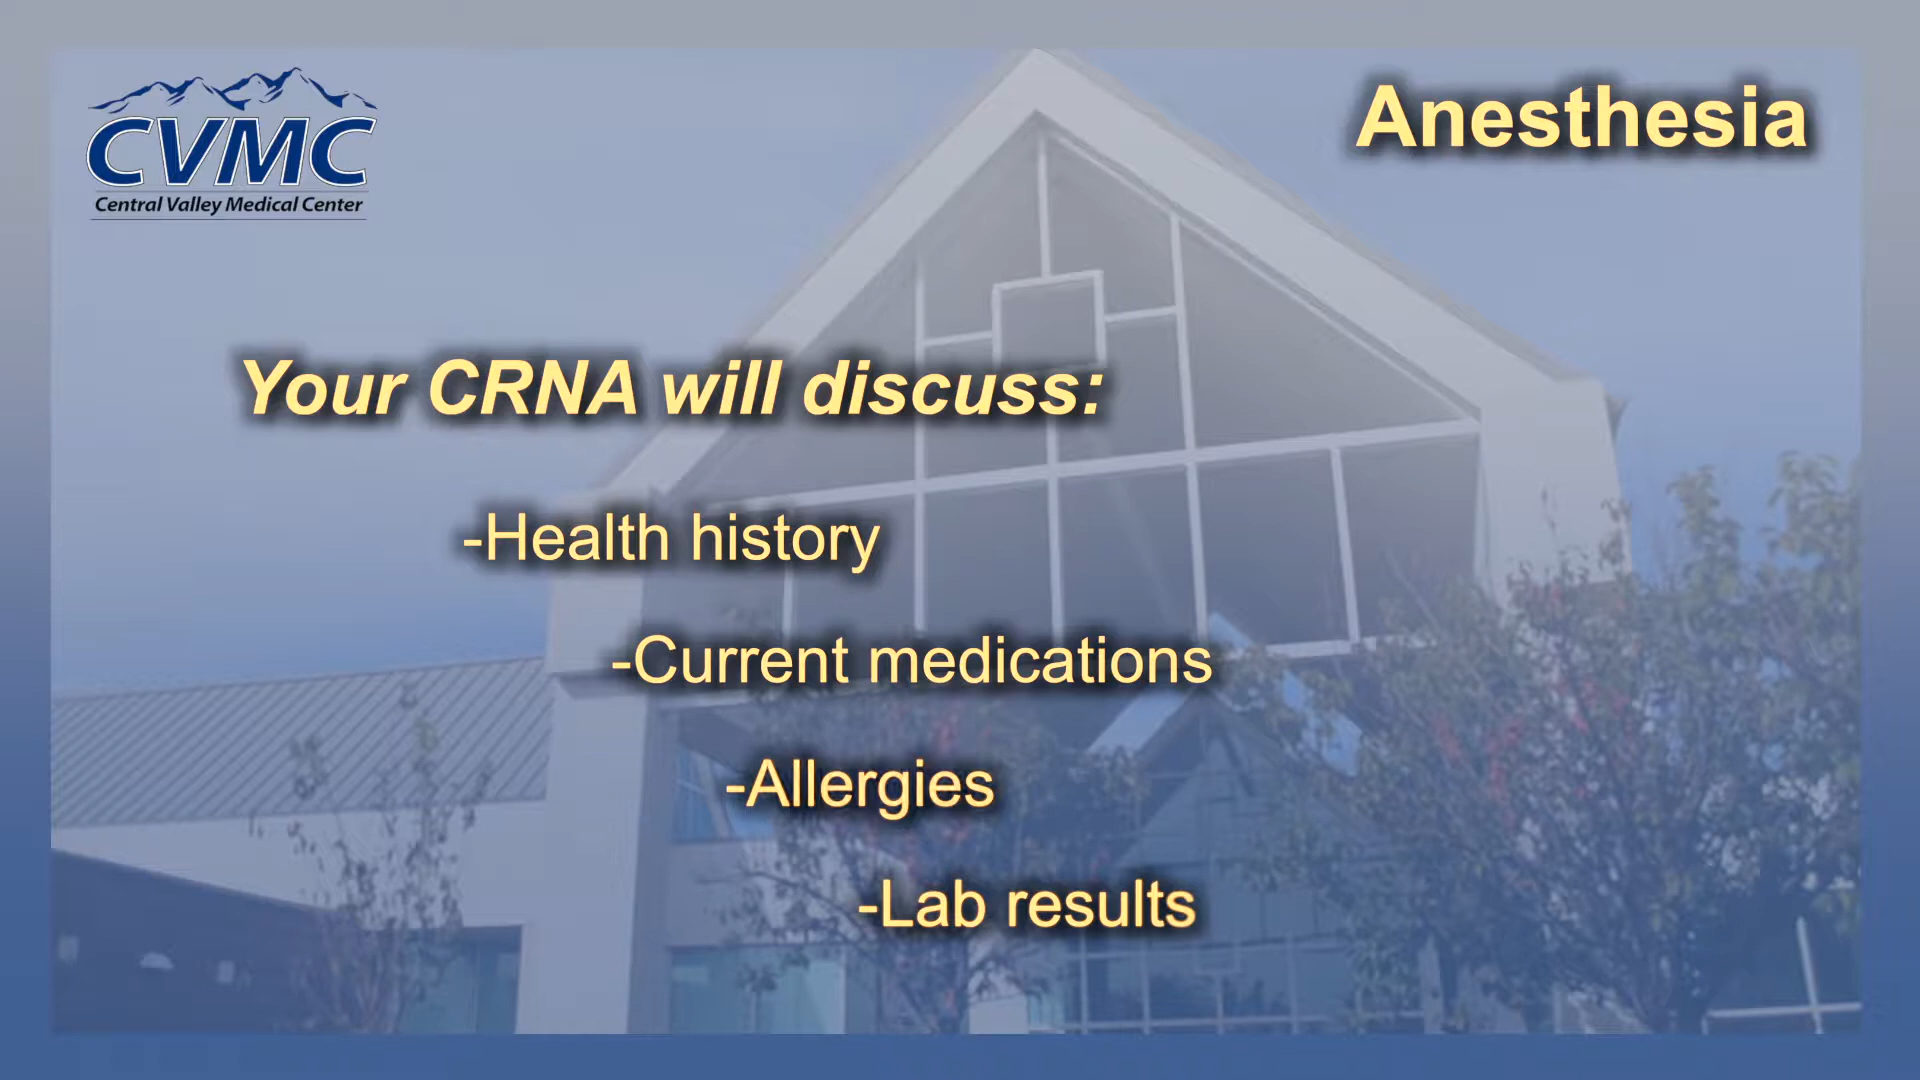 CVMC
Central Valley Medical Center
Anesthesia
Your CRNA will discuss:
-Health history
-Current medications
-Allergies
-Lab results